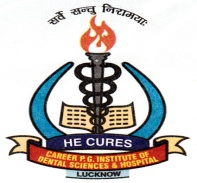 सर्वे सन्तु निरामयाः
HE CURES
CAREER P.G. INSTITUTE OF
DENTAL SCIENCES & HOSPITAL
LUCKNOW